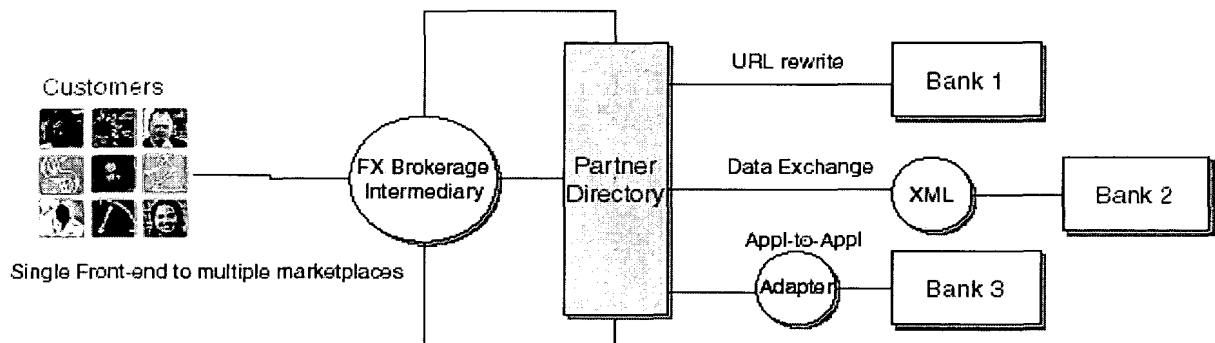 Customers
Single Front-end to multiple marketplaces
FX Brokerage
Intermediary
Partner
Directory
URL rewrite
Bank 1
Data Exchange
XML
Bank 2
Appl-to-Appl
Adapter
Bank 3